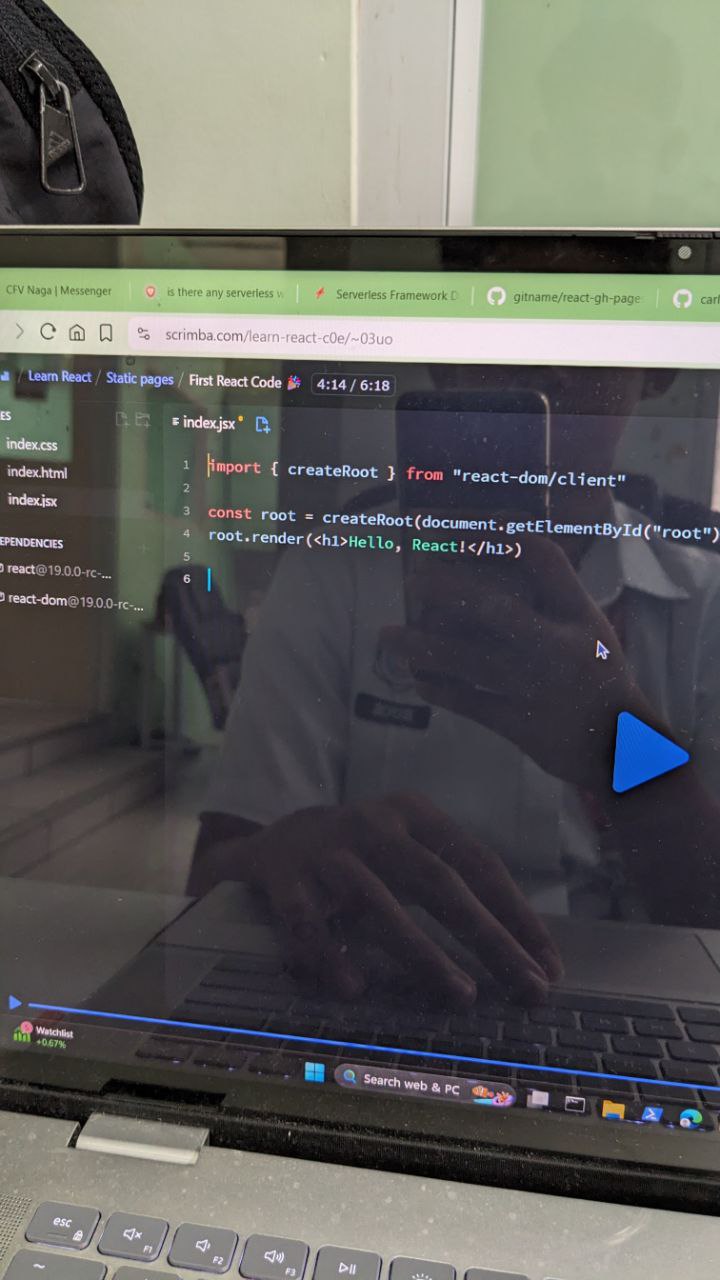 CFV Naga | Messenger
is there any serverless w
Serverless Framework D
gitname/react-gh-page
carl
scrimba.com/learn-react-c0e/~03uo
/ Learn React / Static pages / First React Code 4:14 / 6:18
ES
index.css
index.html
index.jsx
EPENDENCIES
react@19.0.0-rc-...
react-dom@19.0.0-rc-...
index.jsx
1 import { createRoot } from "react-dom/client"
2
3 const root = createRoot(document.getElementById("root")
4 root.render(<h1>Hello, React!</h1>)
5
6
Watchlist
+0.67%
Search web & PC
esc
F1
F2
F3
~